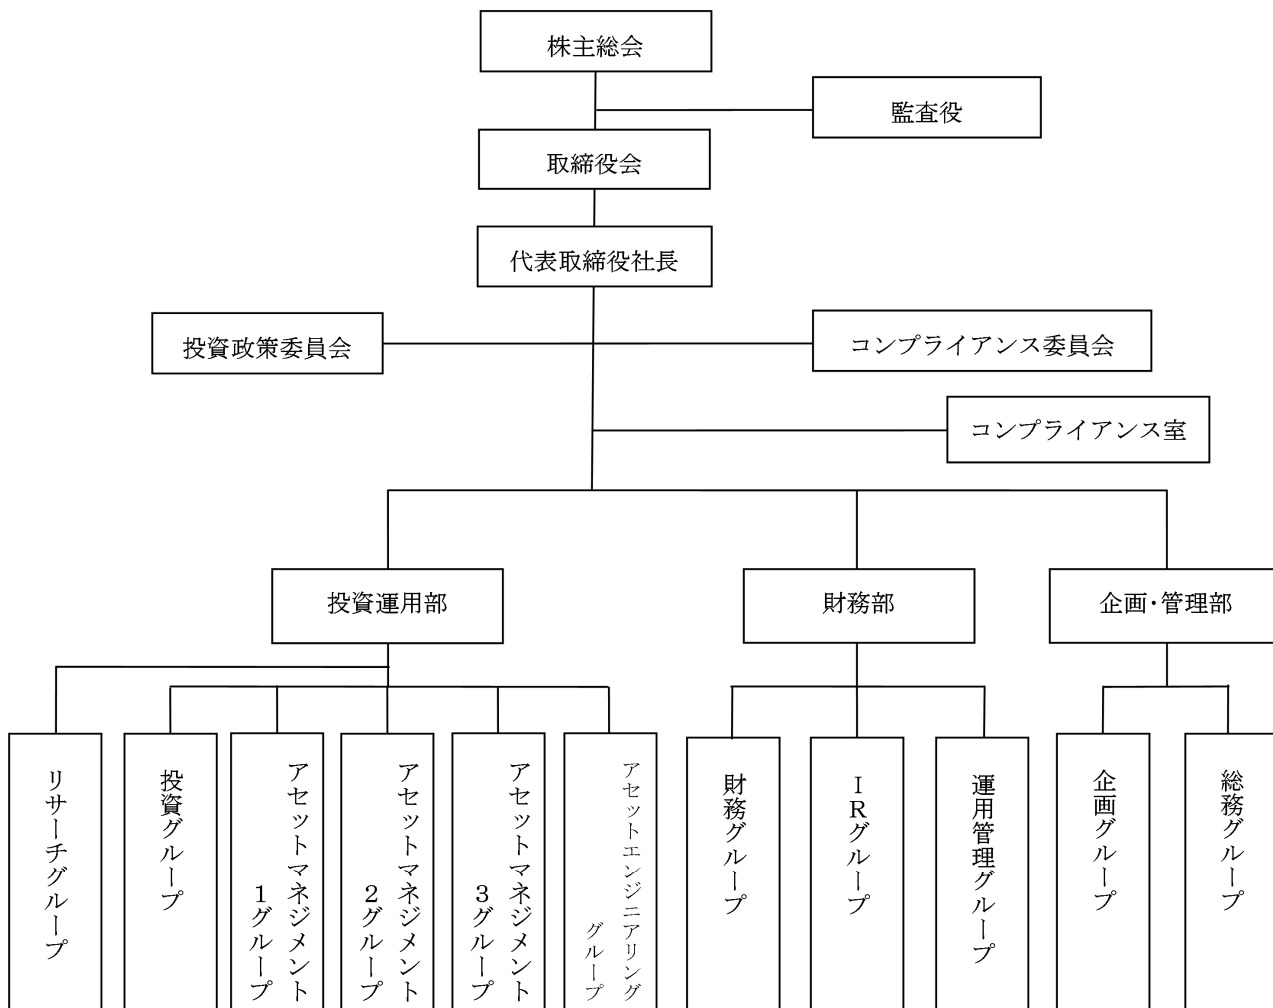 株主総会
監査役
取締役会
代表取締役社長
投資政策委員会
コンプライアンス委員会
コンプライアンス室
投資運用部
財務部
企画・管理部
リサーチグループ
投資グループ
アセットマネジメント
1グループ
アセットマネジメント
2グループ
アセットマネジメント
3グループ
アセットエンジニアリング
グループ
財務グループ
IRグループ
運用管理グループ
企画グループ
総務グループ